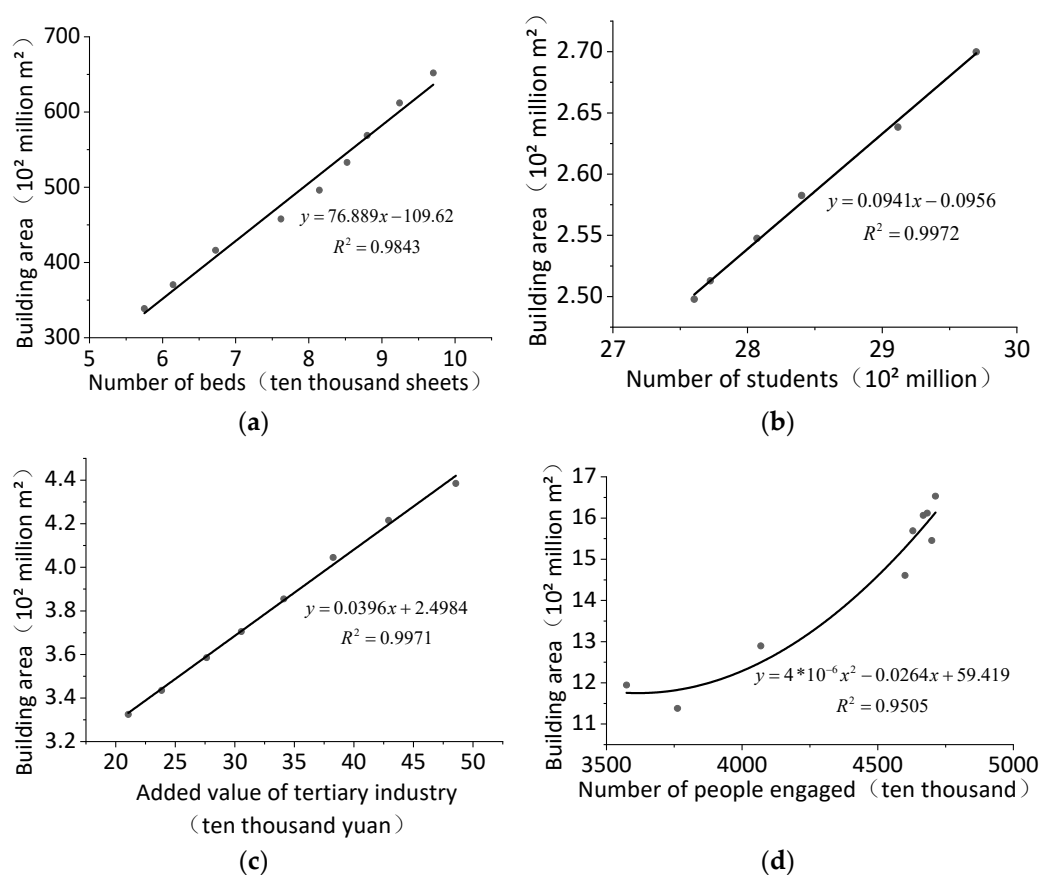 700
600
500
400
300
5 6 7 8 9 10
Building area（10² million m²）
Number of beds（ten thousand sheets）
y = 76.889x − 109.62
R² = 0.9843
(a)
2.70
2.65
2.60
2.55
2.50
27 28 29 30
Building area（10² million m²）
Number of students（10² million）
y = 0.0941x − 0.0956
R² = 0.9972
(b)
4.4
4.2
4.0
3.8
3.6
3.4
3.2
20 25 30 35 40 45 50
Building area（10² million m²）
Added value of tertiary industry
（ten thousand yuan）
y = 0.0396x + 2.4984
R² = 0.9971
(c)
17
16
15
14
13
12
11
3500 4000 4500 5000
Building area（10² million m²）
Number of people engaged（ten thousand）
y = 4*10⁻⁶x² − 0.0264x + 59.419
R² = 0.9505
(d)